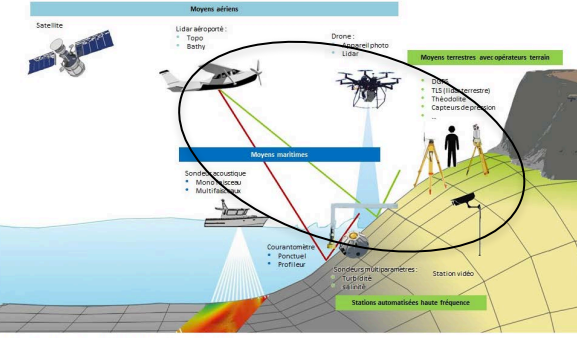 Moyens aériens
Satellite
Lidar aéroporté :
Topo
Bathy
Drone :
Appareil photo
Lidar
Moyens terrestres avec opérateurs terrain
DGPS
TLS (lidar terrestre)
Théodolite
Capteurs de pression
...
Moyens maritimes
Sondeur acoustique
Monofaisceau
Multifaisceaux
Courantomètre
Ponctuel
Profileur
Sondeurs multiparamètres :
Turbidité
salinité
Station vidéo
Stations automatisées haute fréquence